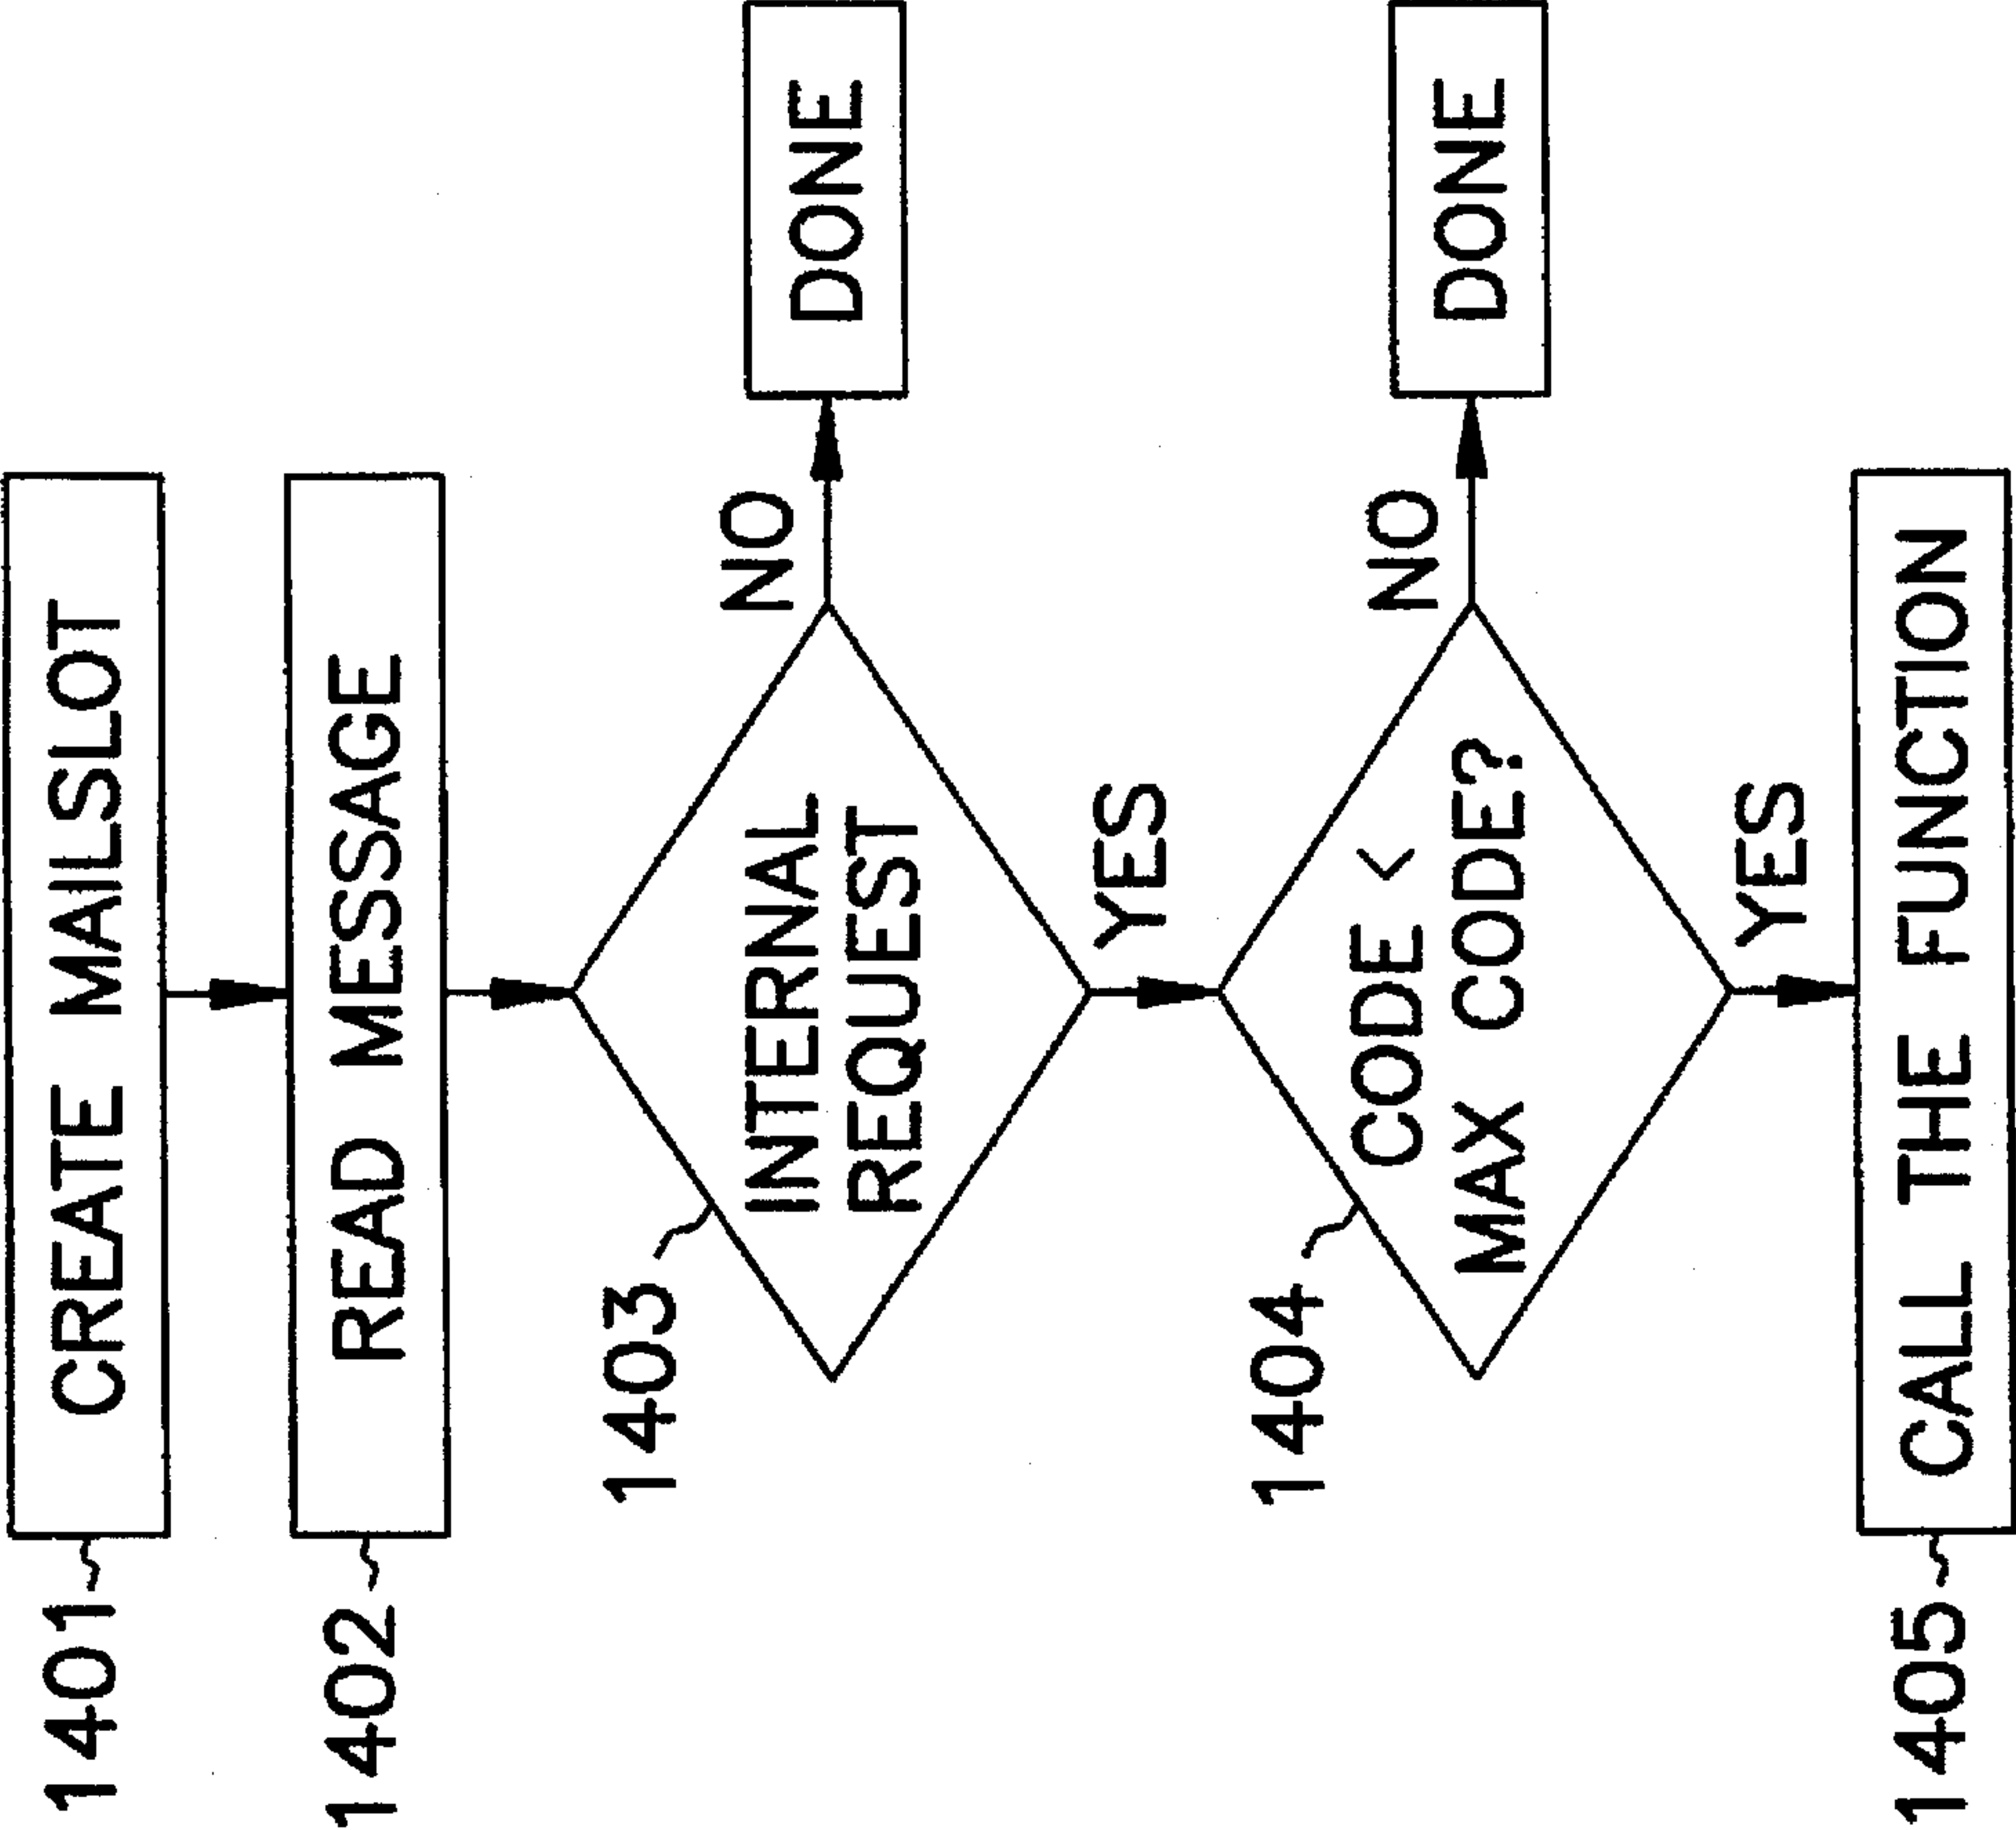 1401
CREATE MAILSLOT
1402
READ MESSAGE
1403
INTERNAL
REQUEST
NO
DONE
YES
1404
CODE <
MAX CODE?
NO
DONE
YES
1405
CALL THE FUNCTION